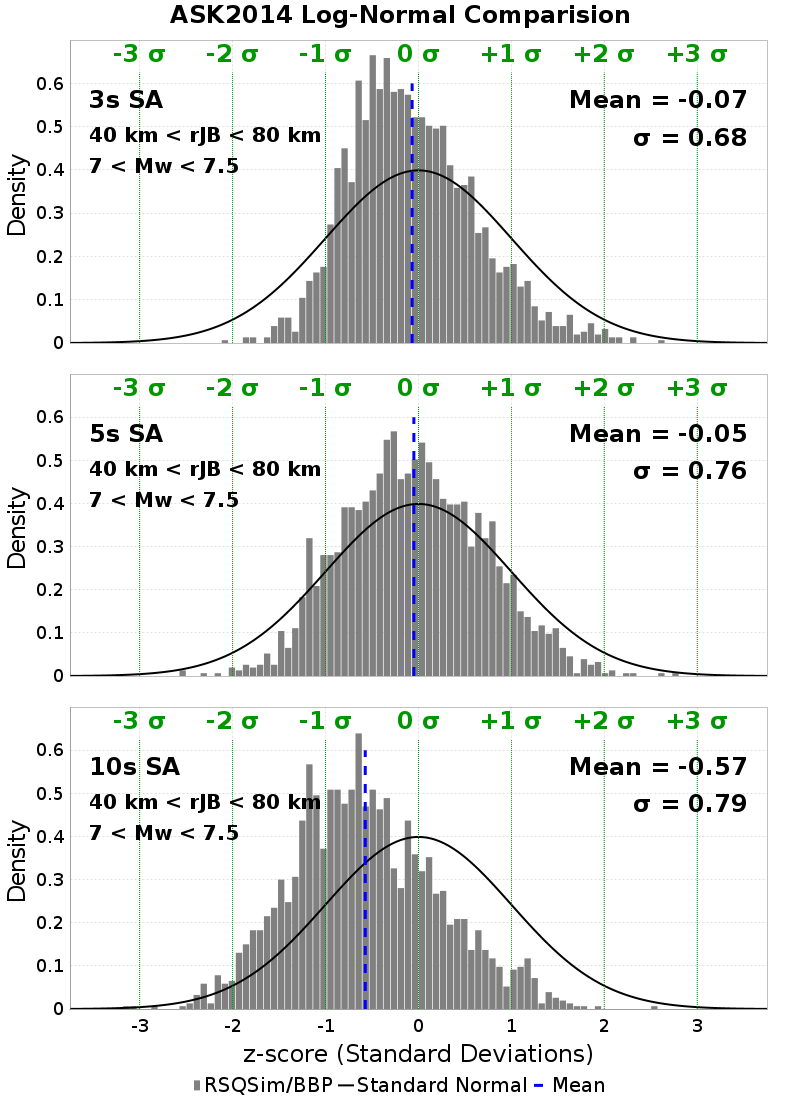 ASK2014 Log-Normal Comparision
-3 σ -2 σ -1 σ 0 σ +1 σ +2 σ +3 σ
3s SA
Mean = -0.07
40 km < rJB < 80 km
σ = 0.68
7 < Mw < 7.5
Density
0.6
0.5
0.4
0.3
0.2
0.1
0
-3 σ -2 σ -1 σ 0 σ +1 σ +2 σ +3 σ
5s SA
Mean = -0.05
40 km < rJB < 80 km
σ = 0.76
7 < Mw < 7.5
Density
0.6
0.5
0.4
0.3
0.2
0.1
0
-3 σ -2 σ -1 σ 0 σ +1 σ +2 σ +3 σ
10s SA
Mean = -0.57
40 km < rJB < 80 km
σ = 0.79
7 < Mw < 7.5
Density
0.6
0.5
0.4
0.3
0.2
0.1
0
-3 -2 -1 0 1 2 3
z-score (Standard Deviations)
RSQSim/BBP Standard Normal Mean